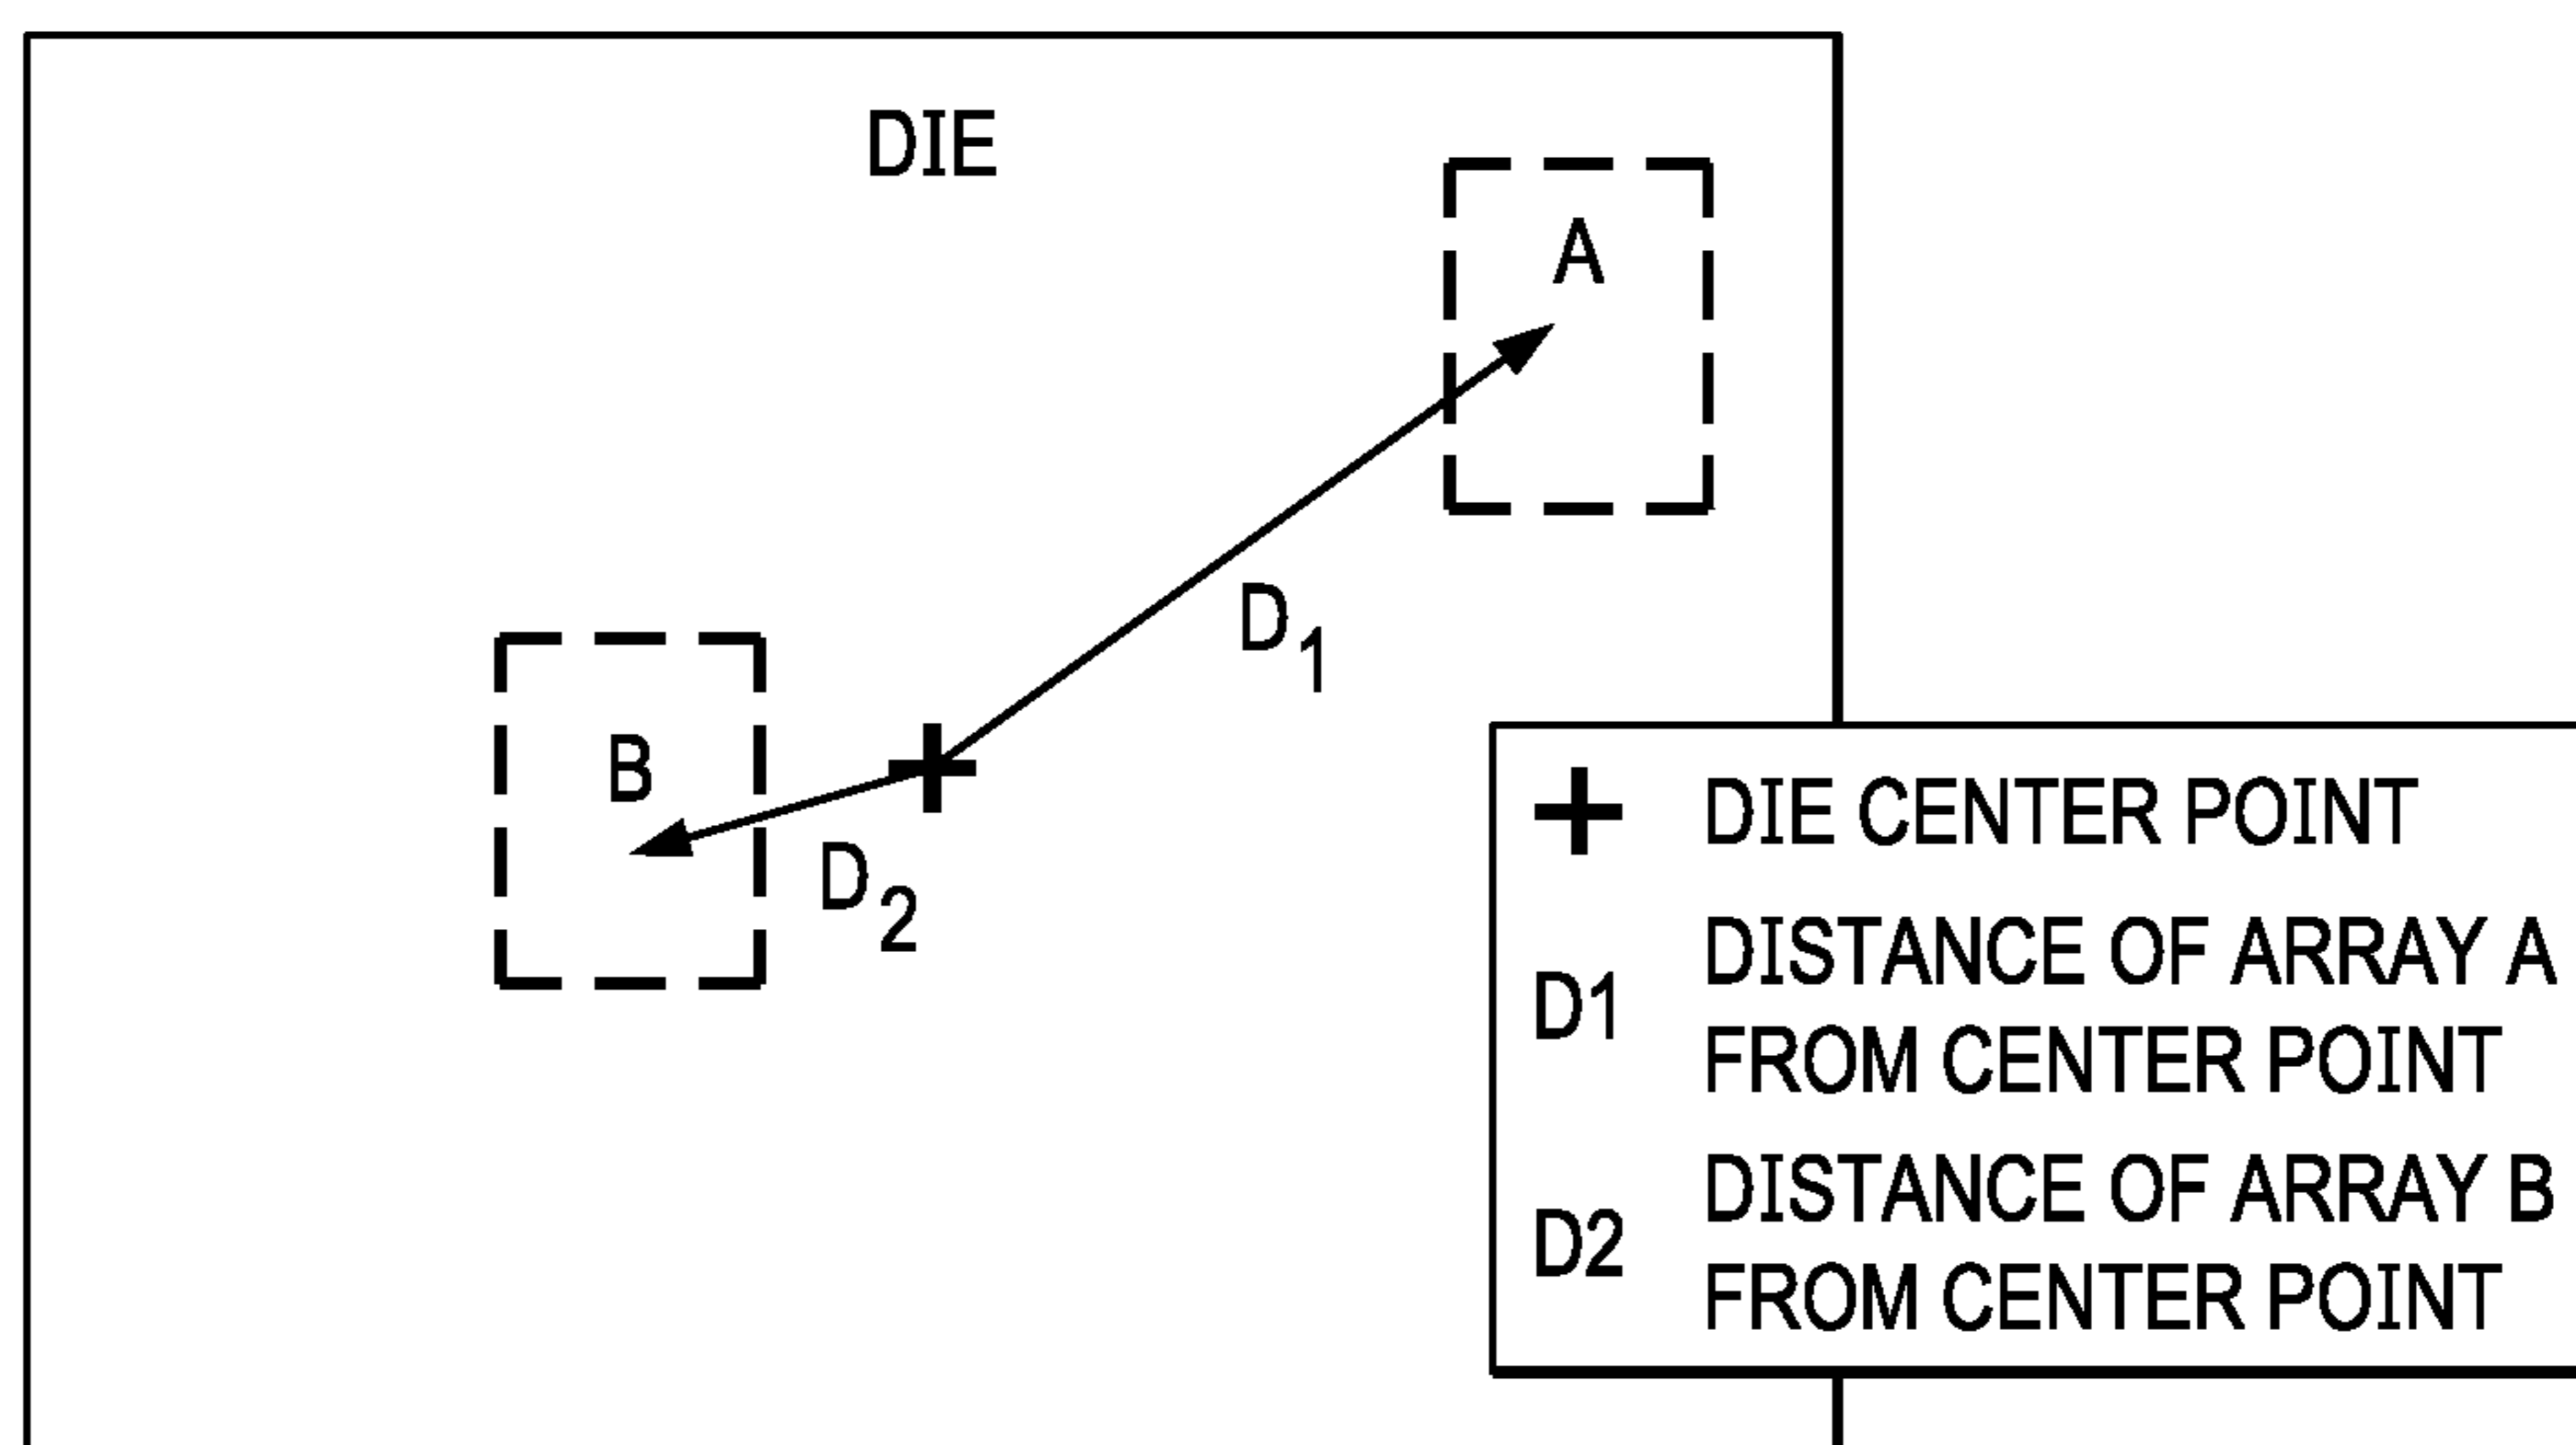 DIE
A
D1
B
D2
+ DIE CENTER POINT
D1 DISTANCE OF ARRAY A
FROM CENTER POINT
D2 DISTANCE OF ARRAY B
FROM CENTER POINT